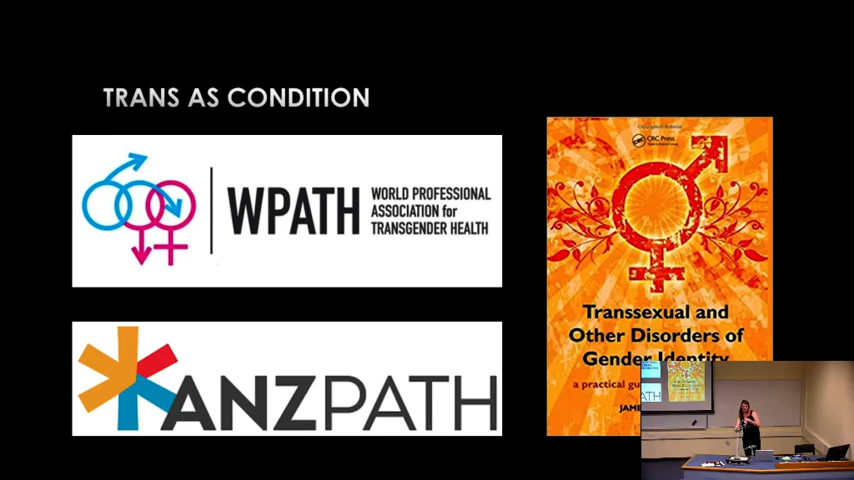 TRANS AS CONDITION
WPATH
WORLD PROFESSIONAL
ASSOCIATION for
TRANSGENDER HEALTH
ANZPATH
CRC Press
Transsexual and
Other Disorders of
Gender Identity
a practical gu
JAME